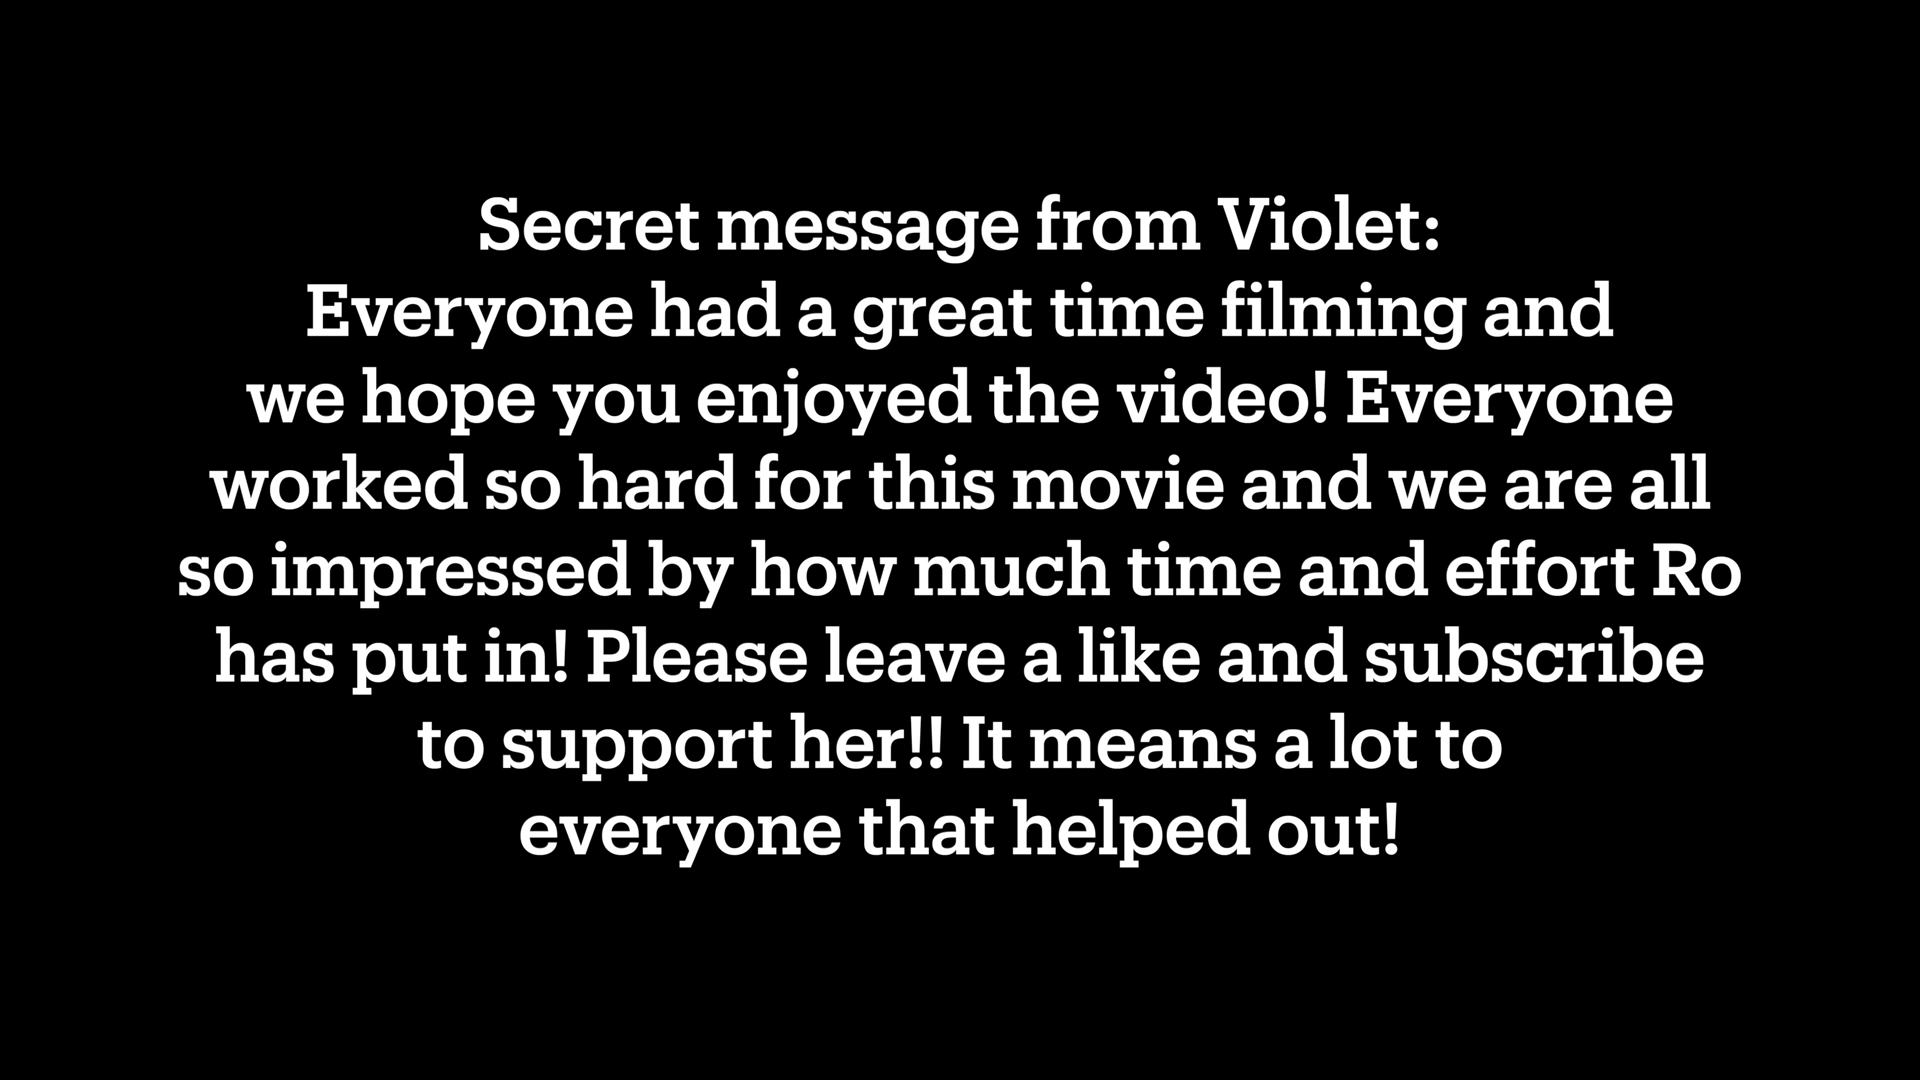 Secret message from Violet:
Everyone had a great time filming and
we hope you enjoyed the video! Everyone
worked so hard for this movie and we are all
so impressed by how much time and effort Ro
has put in! Please leave a like and subscribe
to support her!! It means a lot to
everyone that helped out!